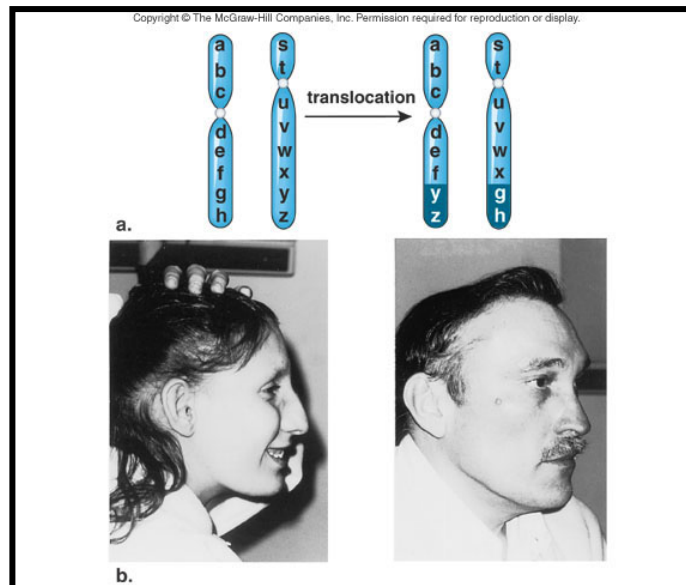 Copyright © The McGraw-Hill Companies, Inc. Permission required for reproduction or display.
a
b
c
d
e
f
g
h
s
t
u
v
w
x
y
z
translocation
a
b
c
d
e
f
y
z
s
t
u
v
w
x
g
h
a.
b.